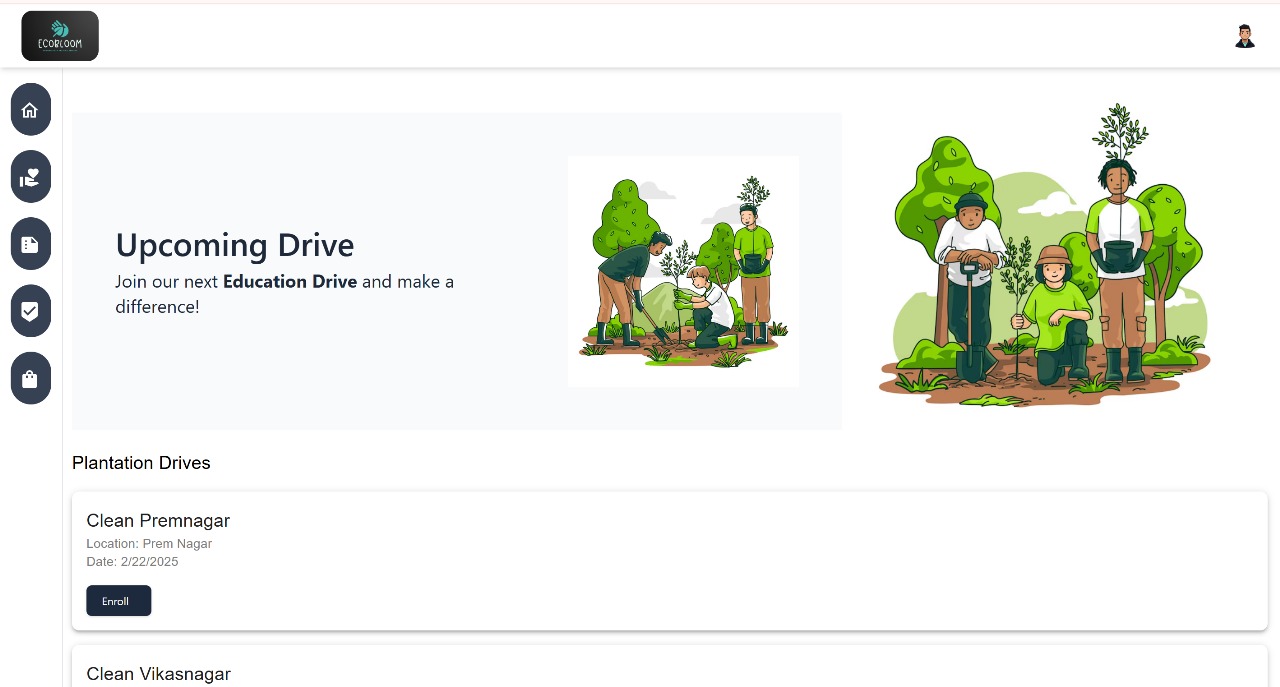 ECOBLOOM
Upcoming Drive
Join our next Education Drive and make a
difference!
Plantation Drives
Clean Premnagar
Location: Prem Nagar
Date: 2/22/2025
Enroll
Clean Vikasnagar